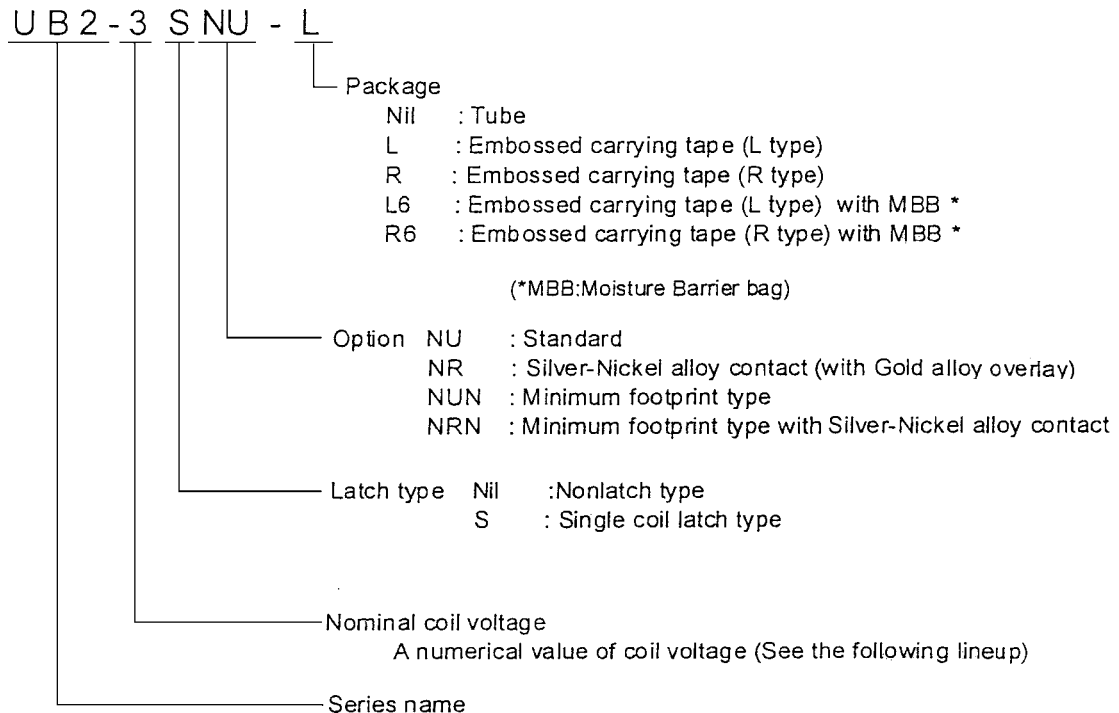 UB2-3 S NU - L
Package
Nil : Tube
L : Embossed carrying tape (L type)
R : Embossed carrying tape (R type)
L6 : Embossed carrying tape (L type) with MBB *
R6 : Embossed carrying tape (R type) with MBB *
(*MBB:Moisture Barrier bag)
Option NU : Standard
NR : Silver-Nickel alloy contact (with Gold alloy overlay)
NUN : Minimum footprint type
NRN : Minimum footprint type with Silver-Nickel alloy contact
Latch type Nil :Nonlatch type
S : Single coil latch type
Nominal coil voltage
A numerical value of coil voltage (See the following lineup)
Series name